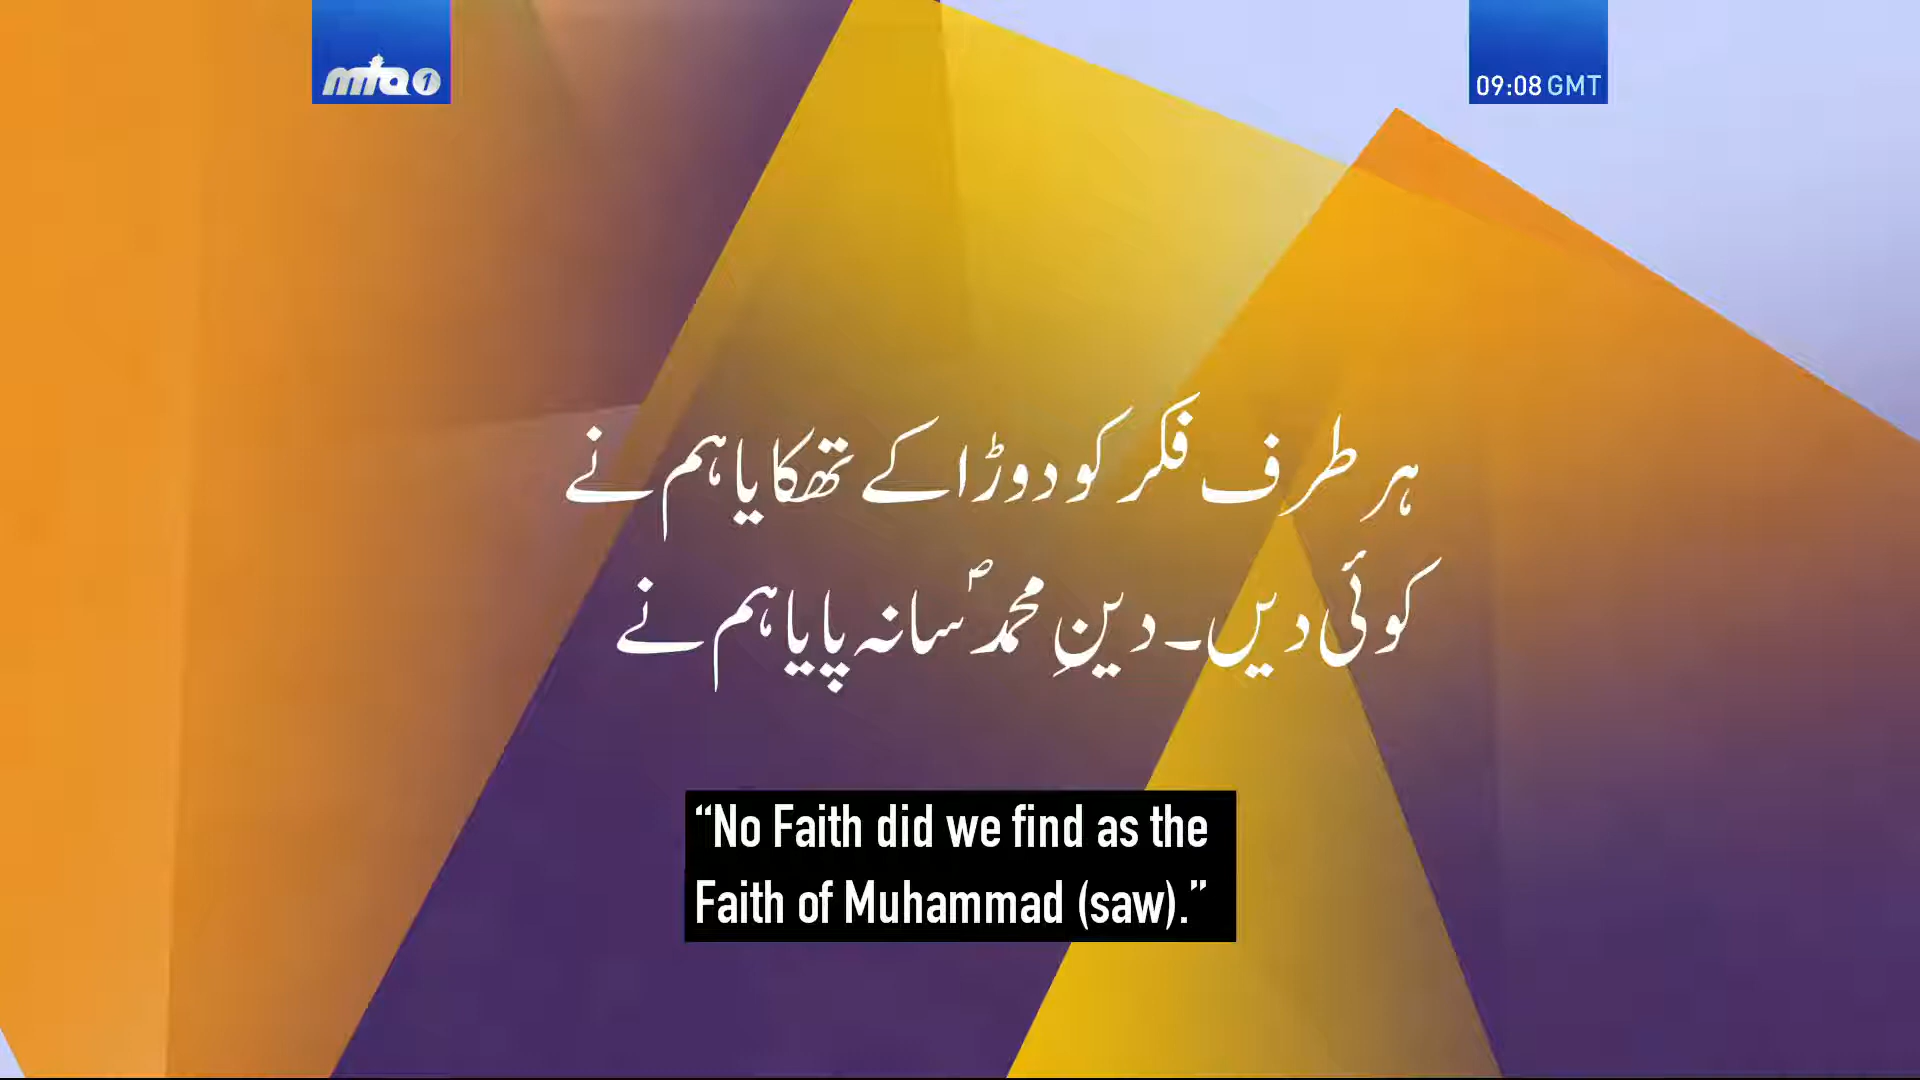 mta 1
09:08 GMT
ہر طرف فکر کو دوڑا کے تھکایا ہم نے
کوئی دیں۔ دینِ محمدؐ سا نہ پایا ہم نے
“No Faith did we find as the
Faith of Muhammad (saw).”